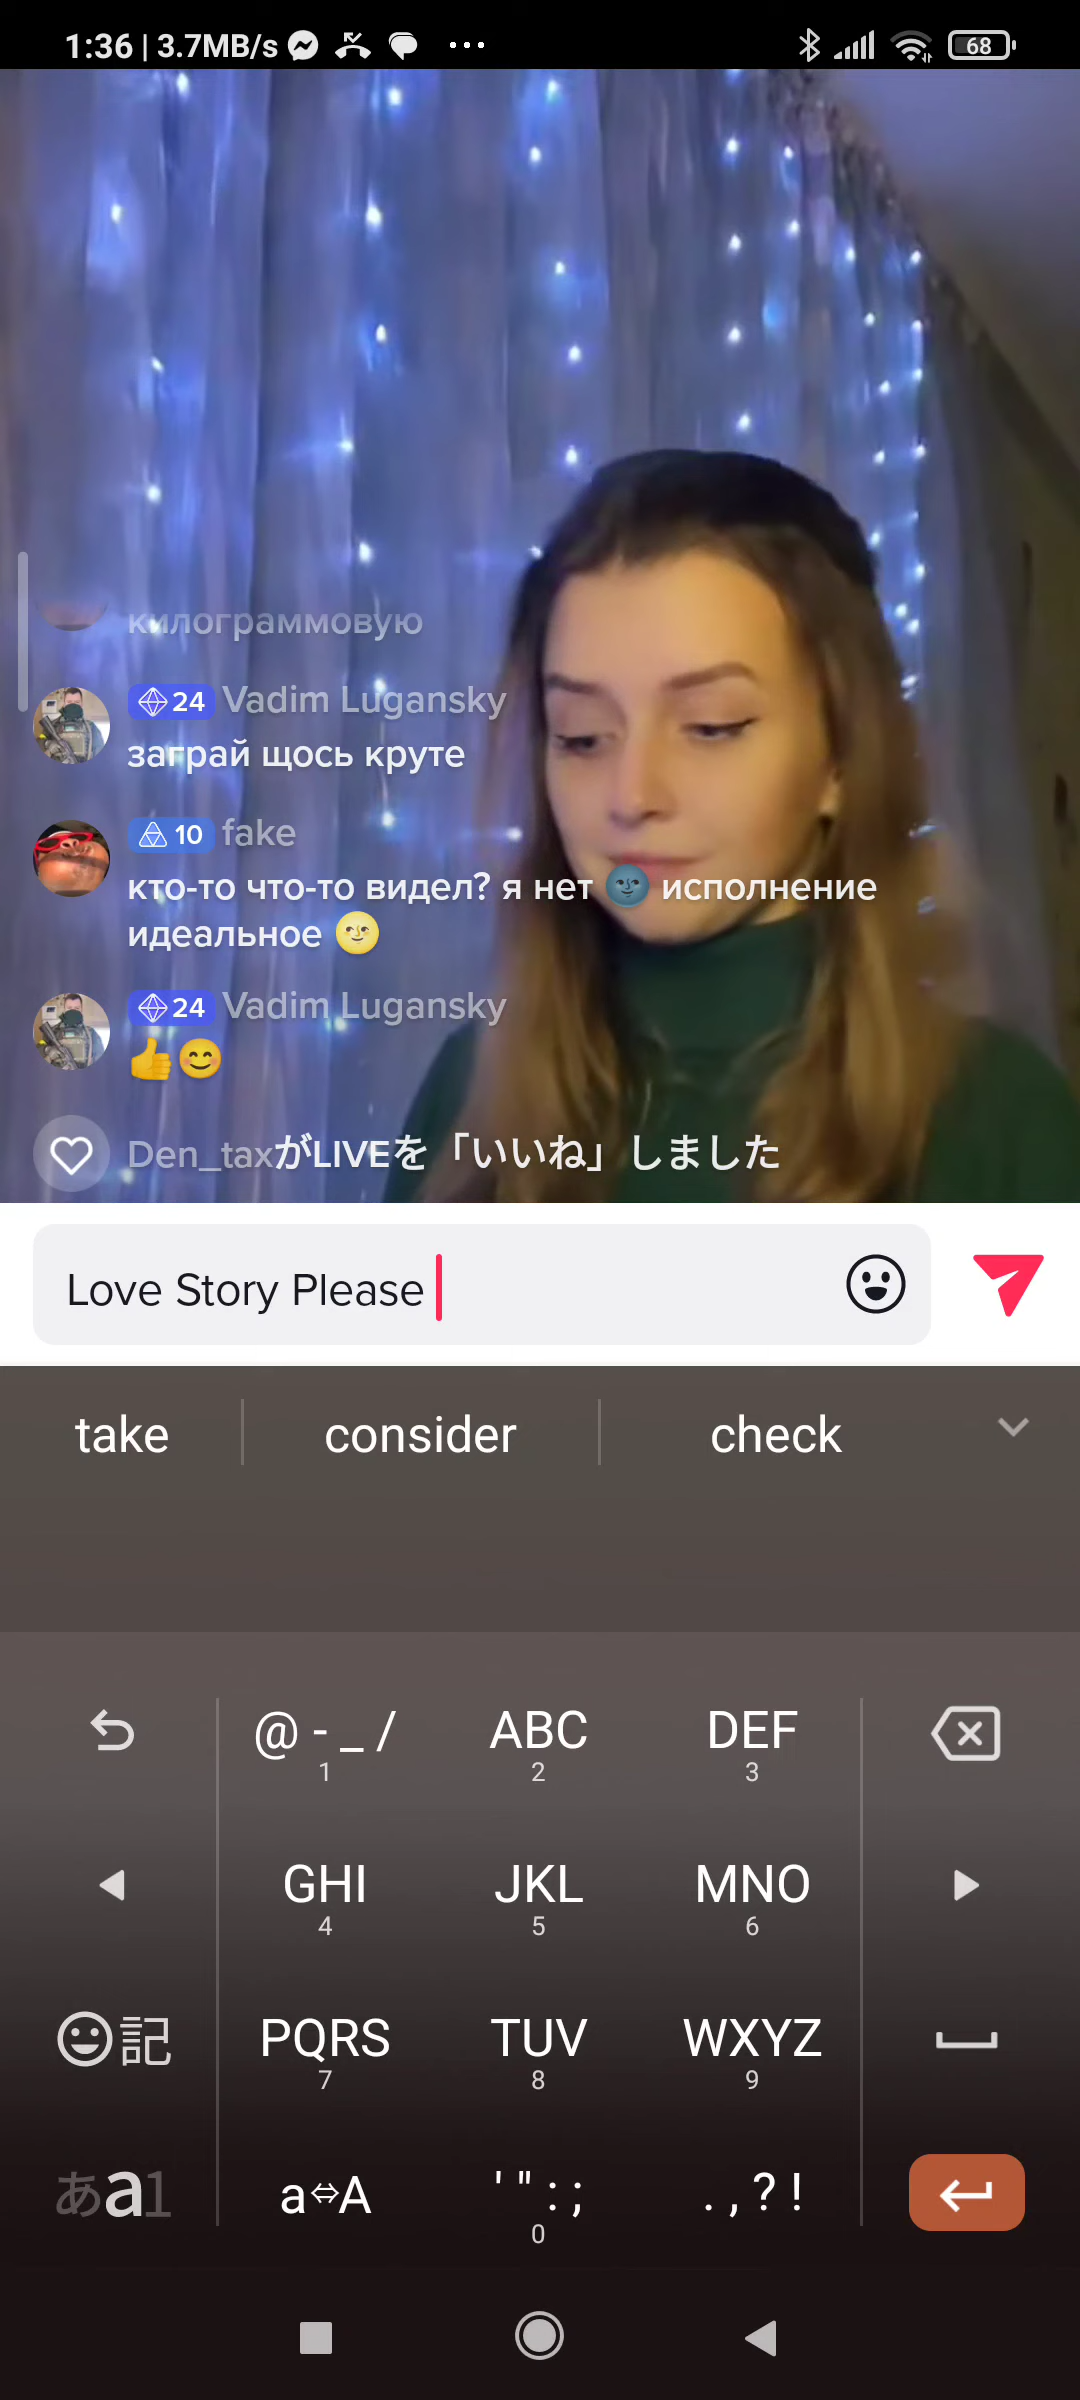 1:36 | 3.7MB/s
68
килограммовую
24 Vadim Lugansky
заграй щось круте
10 fake
кто-то что-то видел? я нет 🌚 исполнение
идеальное 🌝
24 Vadim Lugansky
👍😊
Den_taxがLIVEを「いいね」しました
Love Story Please
take consider check
@ - _ / ABC DEF
1 2 3
GHI JKL MNO
4 5 6
記 PQRS TUV WXYZ
7 8 9
あa1 a⇔A ' " : ; . , ? !
0